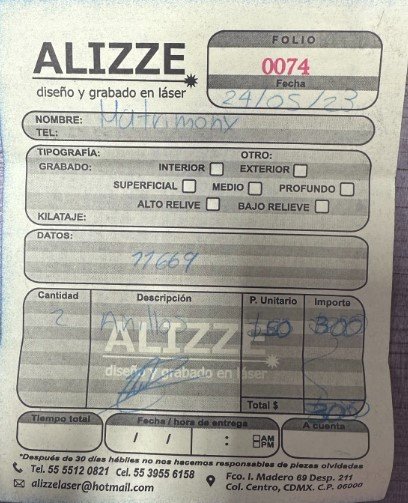 ALIZZE
diseño y grabado en láser
FOLIO
0074
Fecha
24/05/23
NOMBRE: Matrimony
TEL:
TIPOGRAFÍA: OTRO:
GRABADO: INTERIOR EXTERIOR
SUPERFICIAL MEDIO PROFUNDO
ALTO RELIVE BAJO RELIEVE
KILATAJE:
DATOS:
11669
Cantidad Descripción P. Unitario Importe
2 Anillos 300
ALIZZE
diseño y grabado en láser
Total $ 300
Tiempo total Fecha / hora de entrega A cuenta
/ / : AM PM
*Después de 30 días hébiles no nos hacemos responsables de piezas olvidadas
Tel. 55 5512 0821 Cel. 55 3955 6158
alizzelaser@hotmail.com
Fco. I. Madero 69 Desp. 211
Col. Centro, CDMX. C.P. 06000